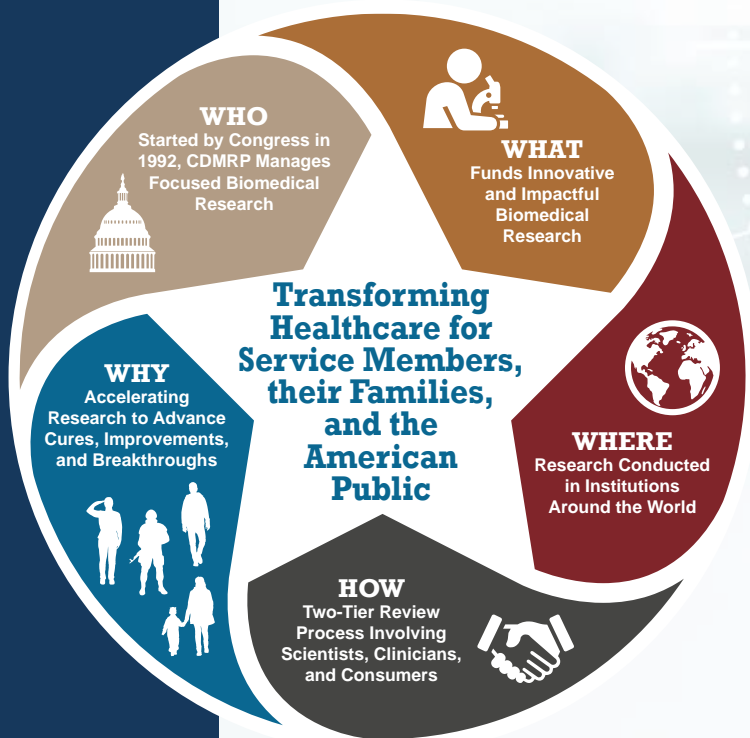 WHO
Started by Congress in
1992, CDMRP Manages
Focused Biomedical
Research
WHAT
Funds Innovative
and Impactful
Biomedical
Research
WHERE
Research Conducted
in Institutions
Around the World
HOW
Two-Tier Review
Process Involving
Scientists, Clinicians,
and Consumers
WHY
Accelerating
Research to Advance
Cures, Improvements,
and Breakthroughs
Transforming
Healthcare for
Service Members,
their Families,
and the
American
Public